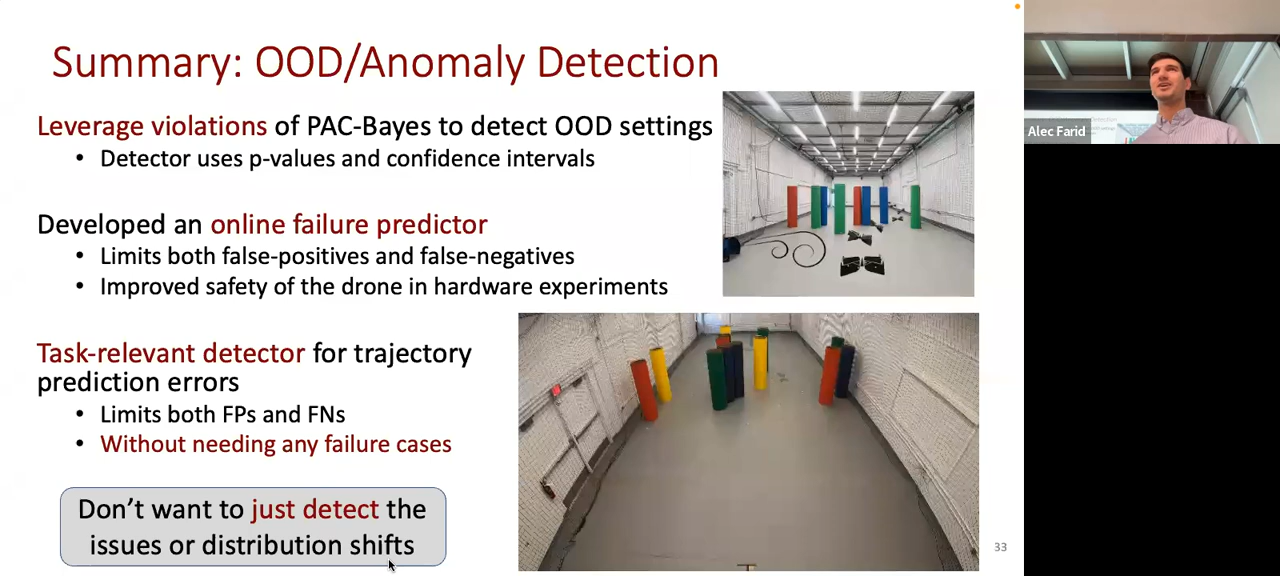 Summary: OOD/Anomaly Detection
Leverage violations of PAC-Bayes to detect OOD settings
• Detector uses p-values and confidence intervals
Developed an online failure predictor
• Limits both false-positives and false-negatives
• Improved safety of the drone in hardware experiments
Task-relevant detector for trajectory
prediction errors
• Limits both FPs and FNs
• Without needing any failure cases
Don’t want to just detect the
issues or distribution shifts
33
Alec Farid